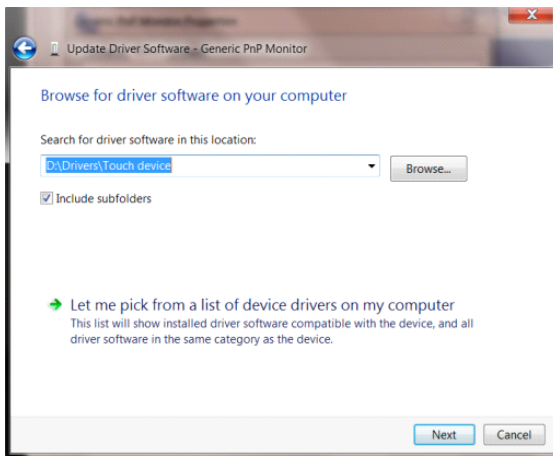 Update Driver Software - Generic PnP Monitor
Browse for driver software on your computer
Search for driver software in this location:
D:\Drivers\Touch device
Browse...
Include subfolders
Let me pick from a list of device drivers on my computer
This list will show installed driver software compatible with the device, and all
driver software in the same category as the device.
Next
Cancel